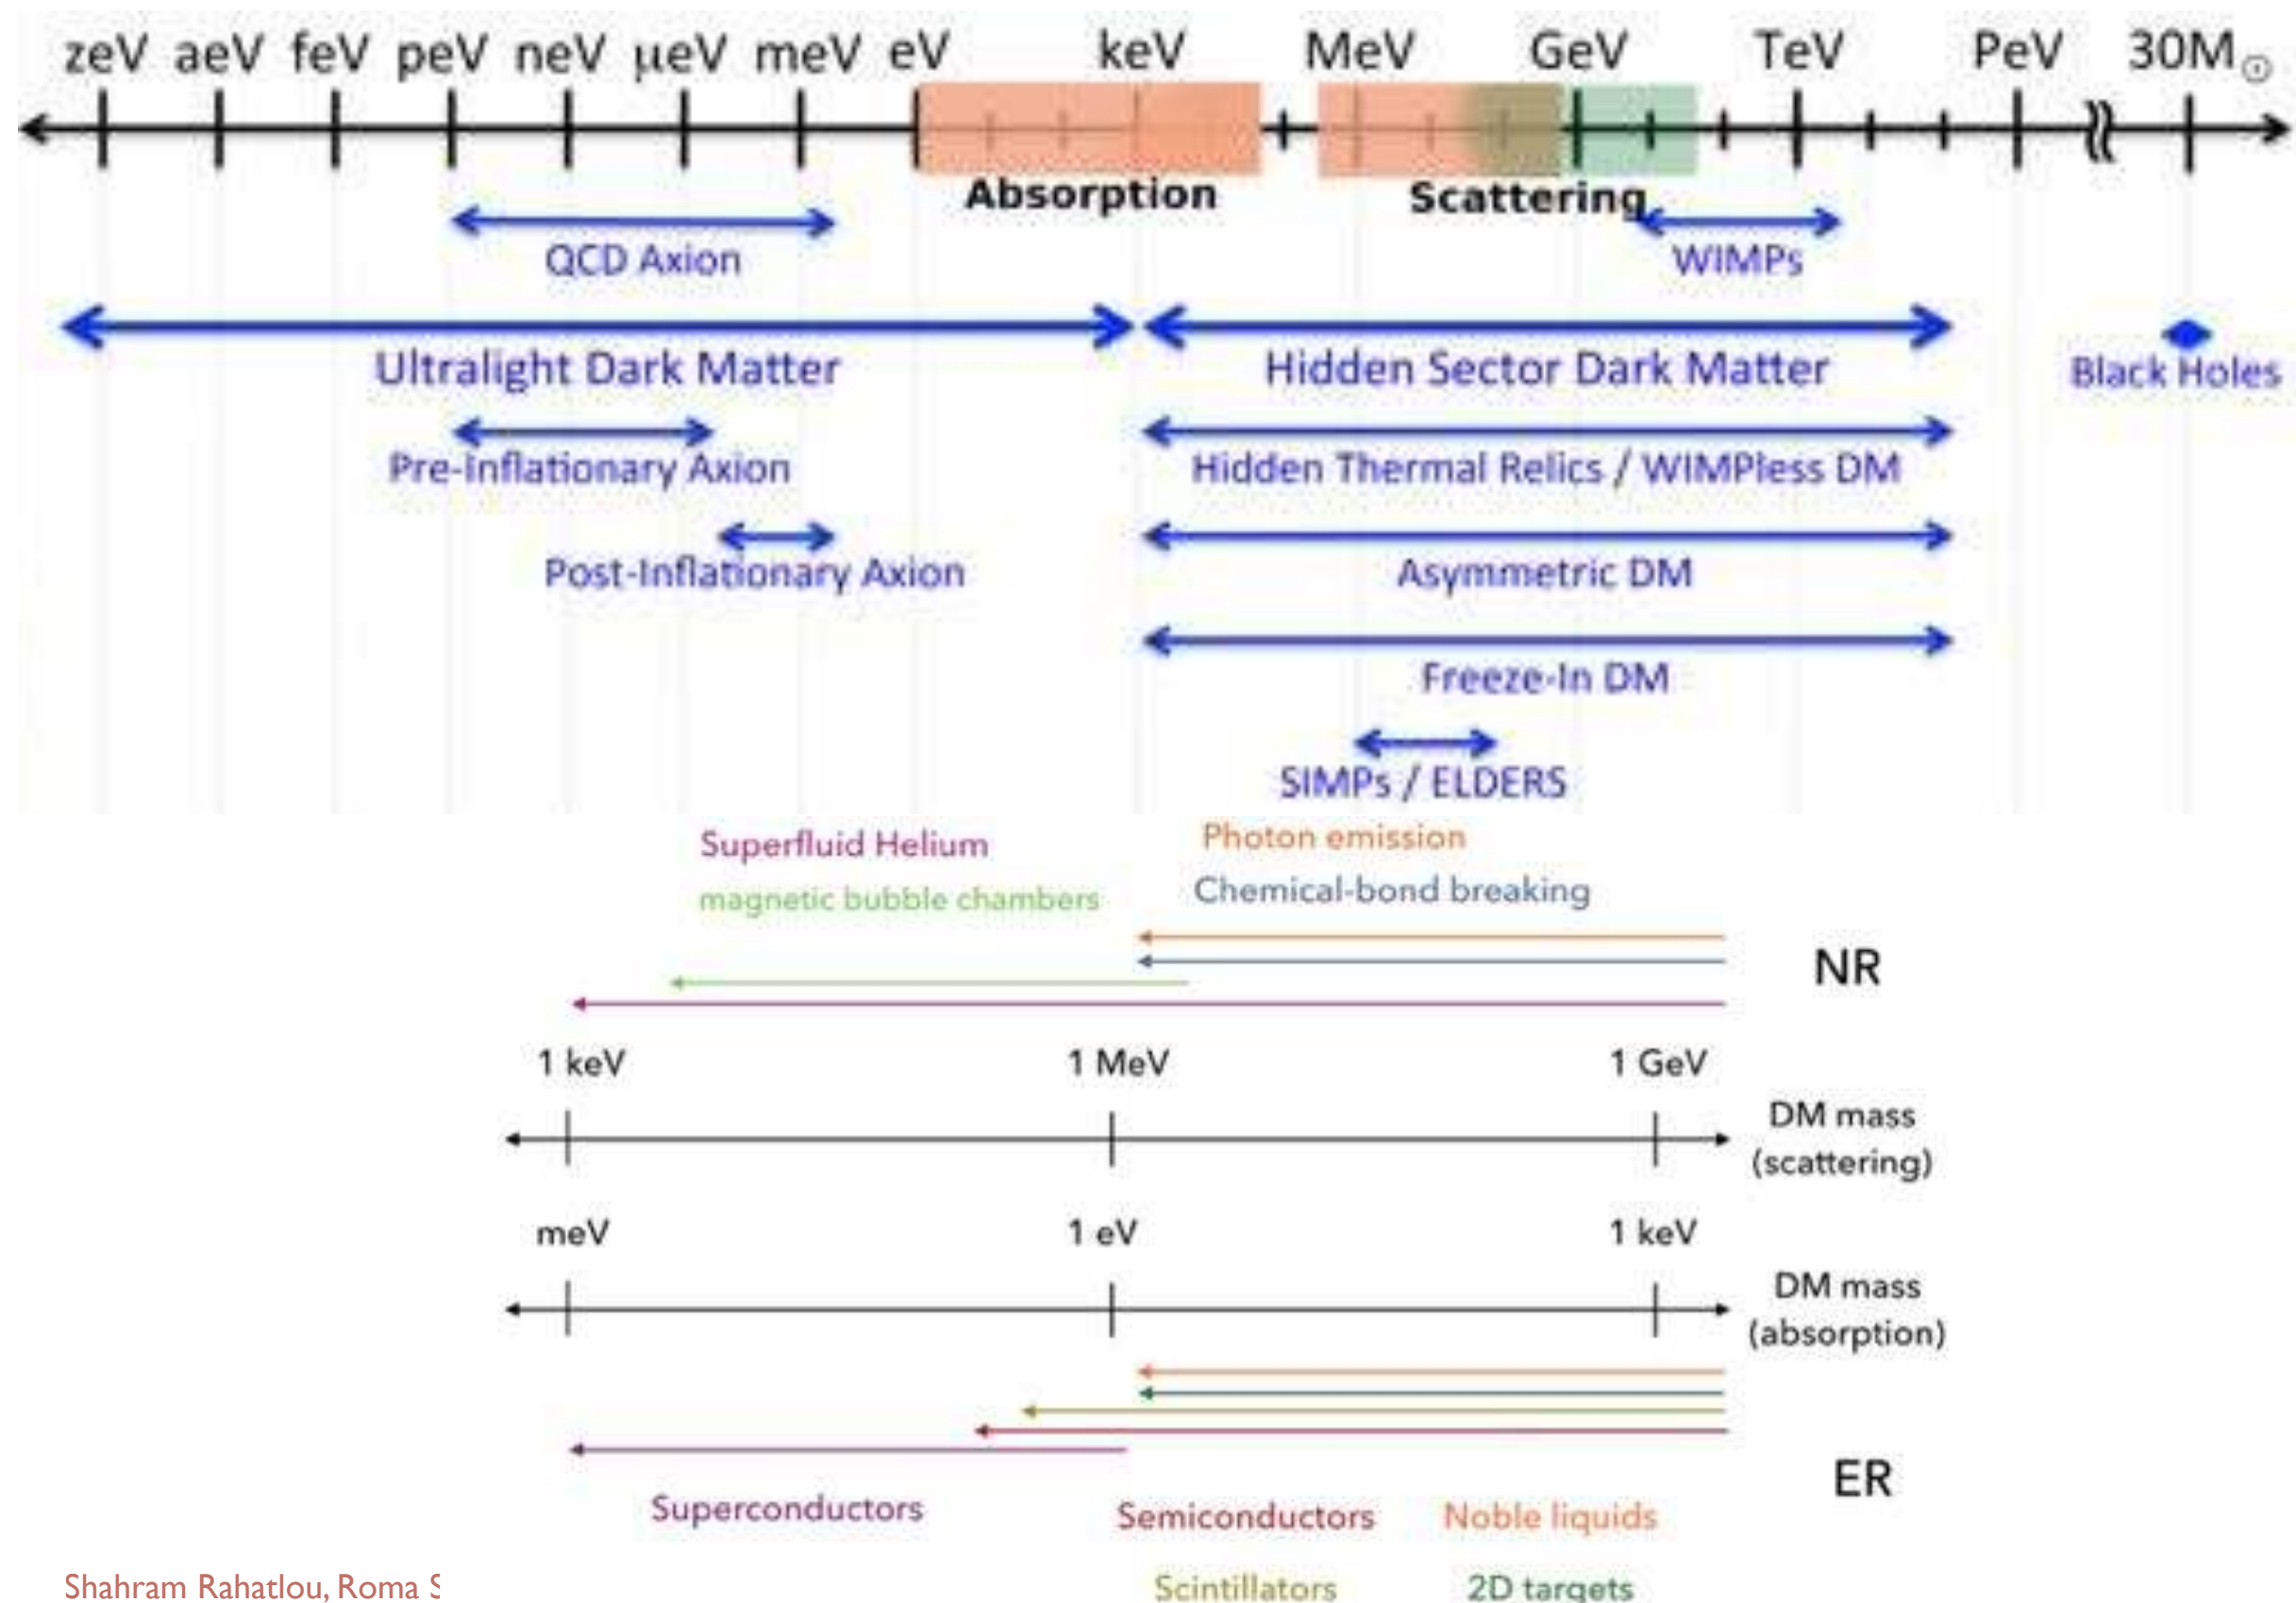 zeV aeV feV peV neV μeV meV eV keV MeV GeV TeV PeV 30M☉
Absorption
Scattering
QCD Axion
WIMPs
Ultralight Dark Matter
Hidden Sector Dark Matter
Black Holes
Pre-Inflationary Axion
Hidden Thermal Relics / WIMPless DM
Post-Inflationary Axion
Asymmetric DM
Freeze-In DM
SIMPs / ELDERS
Superfluid Helium
Photon emission
magnetic bubble chambers
Chemical-bond breaking
NR
1 keV 1 MeV 1 GeV
DM mass
(scattering)
meV 1 eV 1 keV
DM mass
(absorption)
ER
Superconductors
Semiconductors
Noble liquids
Scintillators
2D targets
Shahram Rahatlou, Roma